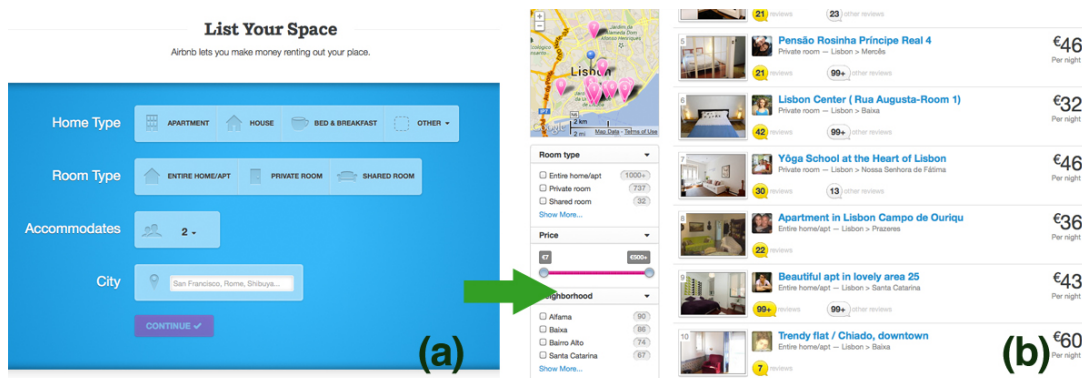 List Your Space
Airbnb lets you make money renting out your place.
Home Type
APARTMENT
HOUSE
BED & BREAKFAST
OTHER
Room Type
ENTIRE HOME/APT
PRIVATE ROOM
SHARED ROOM
Accommodates
2
City
San Francisco, Rome, Shibuya...
CONTINUE
(a)
Lisbon
2 km
2 mi
Map Data - Terms of Use
Room type
Entire home/apt 1000+
Private room 737
Shared room 32
Show More...
Price
€7 €300+
Neighborhood
Alfama 90
Baixa 86
Bairro Alto 74
Santa Catarina 67
Show More...
21 reviews 23 other reviews
5
Pensão Rosinha Príncipe Real 4
Private room — Lisbon > Mercês
21 reviews 99+ other reviews
€46
Per night
6
Lisbon Center ( Rua Augusta-Room 1)
Private room — Lisbon > Baixa
42 reviews 99+ other reviews
€32
Per night
7
Yôga School at the Heart of Lisbon
Private room — Lisbon > Nossa Senhora de Fátima
30 reviews 13 other reviews
€46
Per night
8
Apartment in Lisbon Campo de Ouriqu
Entire home/apt — Lisbon > Prazeres
22 reviews
€36
Per night
9
Beautiful apt in lovely area 25
Entire home/apt — Lisbon > Santa Catarina
99+ reviews 99+ other reviews
€43
Per night
10
Trendy flat / Chiado, downtown
Entire home/apt — Lisbon > Baixa
7 reviews
€60
Per night
(b)